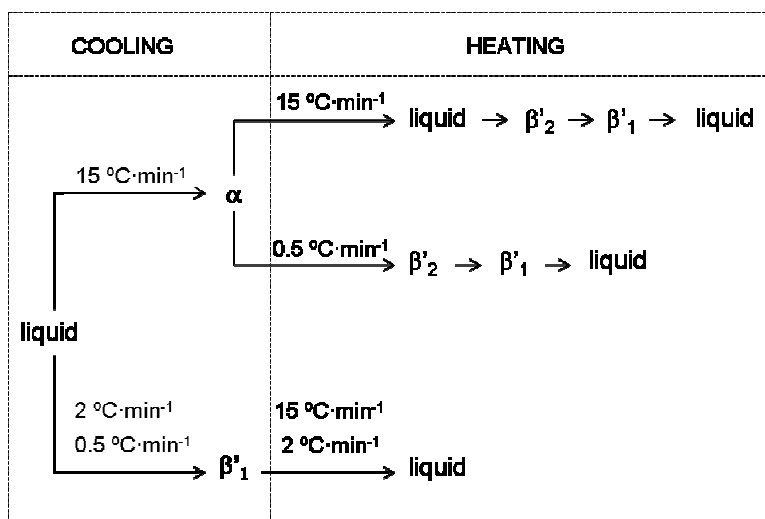 COOLING HEATING
15 ºC·min-1 liquid → β'2 → β'1 → liquid
15 ºC·min-1 α
0.5 ºC·min-1 β'2 → β'1 → liquid
liquid
2 ºC·min-1 15 ºC·min-1
0.5 ºC·min-1 2 ºC·min-1
β'1 liquid